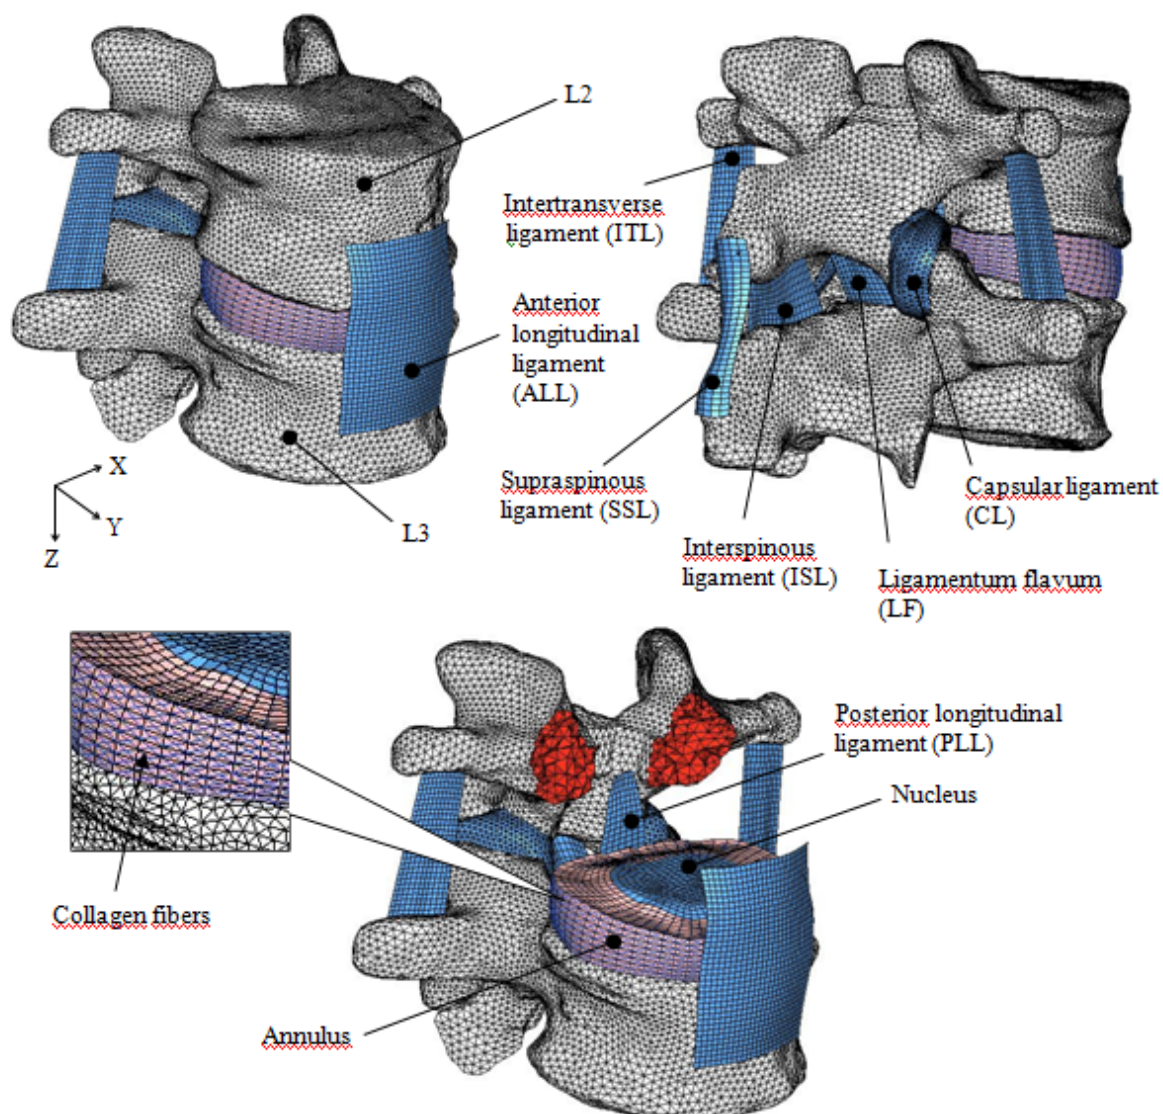 L2
Intertransverse
ligament (ITL)
Anterior
longitudinal
ligament
(ALL)
X
Y
Z
L3
Supraspinous
ligament (SSL)
Capsular ligament
(CL)
Interspinous
ligament (ISL)
Ligamentum flavum
(LF)
Posterior longitudinal
ligament (PLL)
Nucleus
Collagen fibers
Annulus